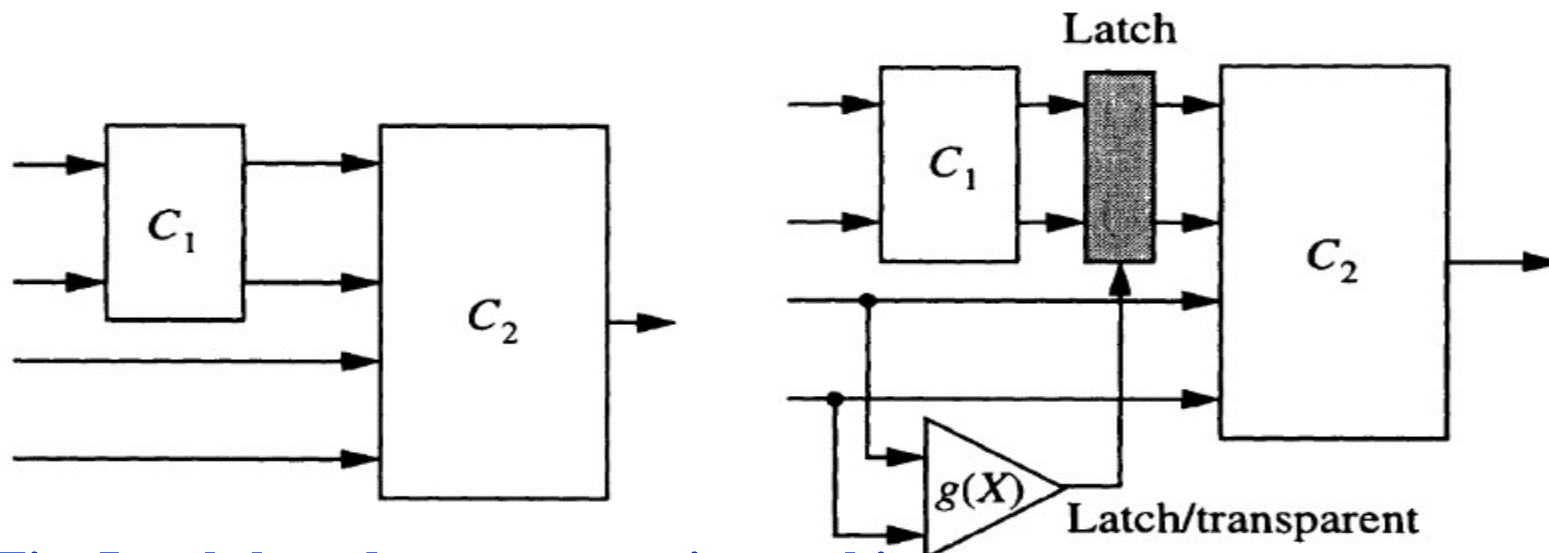 Latch
C₁
C₂
C₁
C₂
g(X)
Latch/transparent